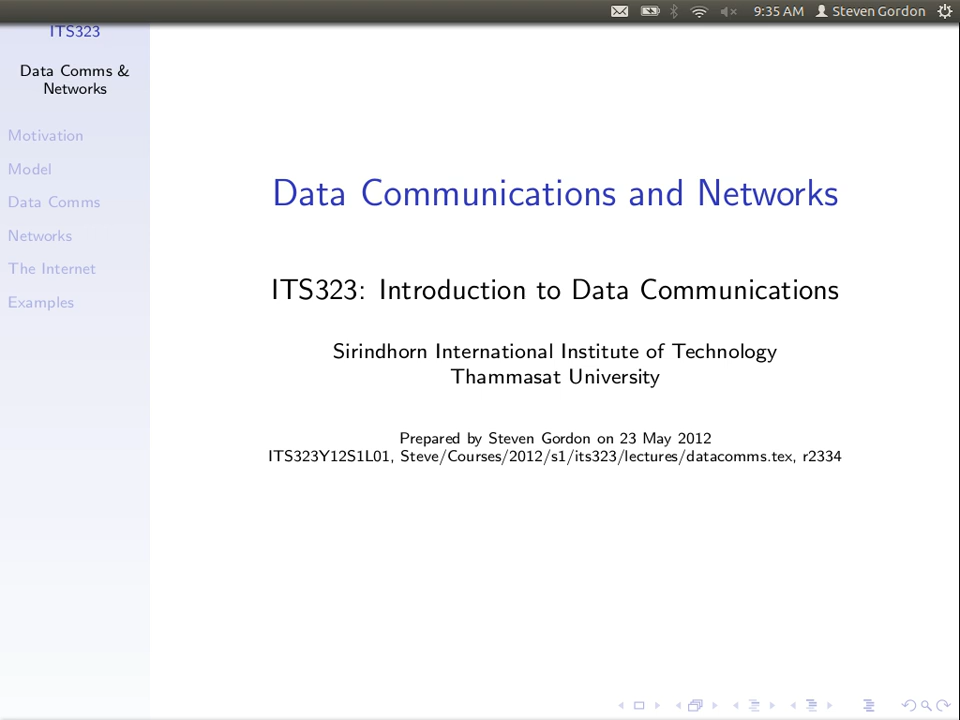 9:35 AM Steven Gordon
ITS323
Data Comms &
Networks
Motivation
Model
Data Comms
Networks
The Internet
Examples
Data Communications and Networks
ITS323: Introduction to Data Communications
Sirindhorn International Institute of Technology
Thammasat University
Prepared by Steven Gordon on 23 May 2012
ITS323Y12S1L01, Steve/Courses/2012/s1/its323/lectures/datacomms.tex, r2334